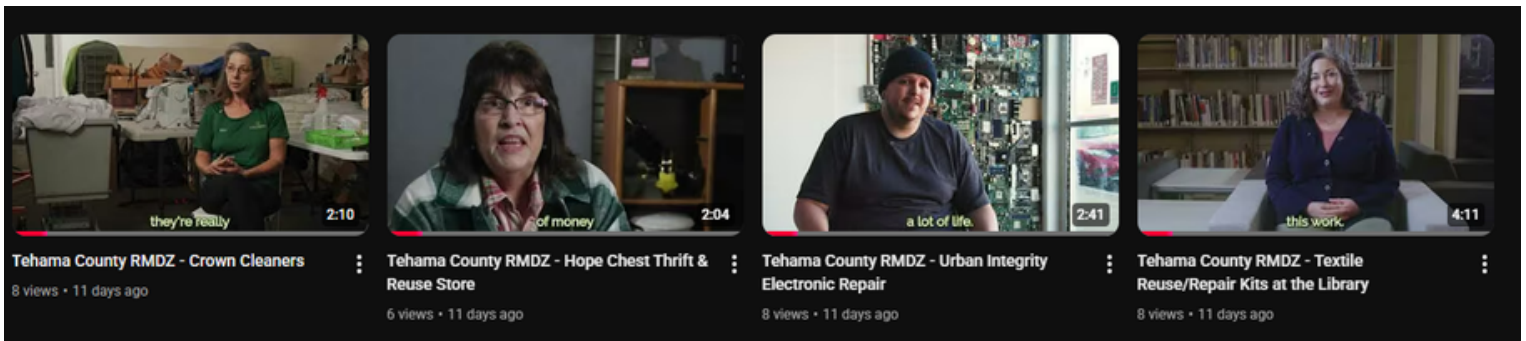 they're really
2:10
of money
2:04
a lot of life.
2:41
this work.
4:11
Tehama County RMDZ - Crown Cleaners
8 views • 11 days ago
Tehama County RMDZ - Hope Chest Thrift &
Reuse Store
6 views • 11 days ago
Tehama County RMDZ - Urban Integrity
Electronic Repair
8 views • 11 days ago
Tehama County RMDZ - Textile
Reuse/Repair Kits at the Library
8 views • 11 days ago